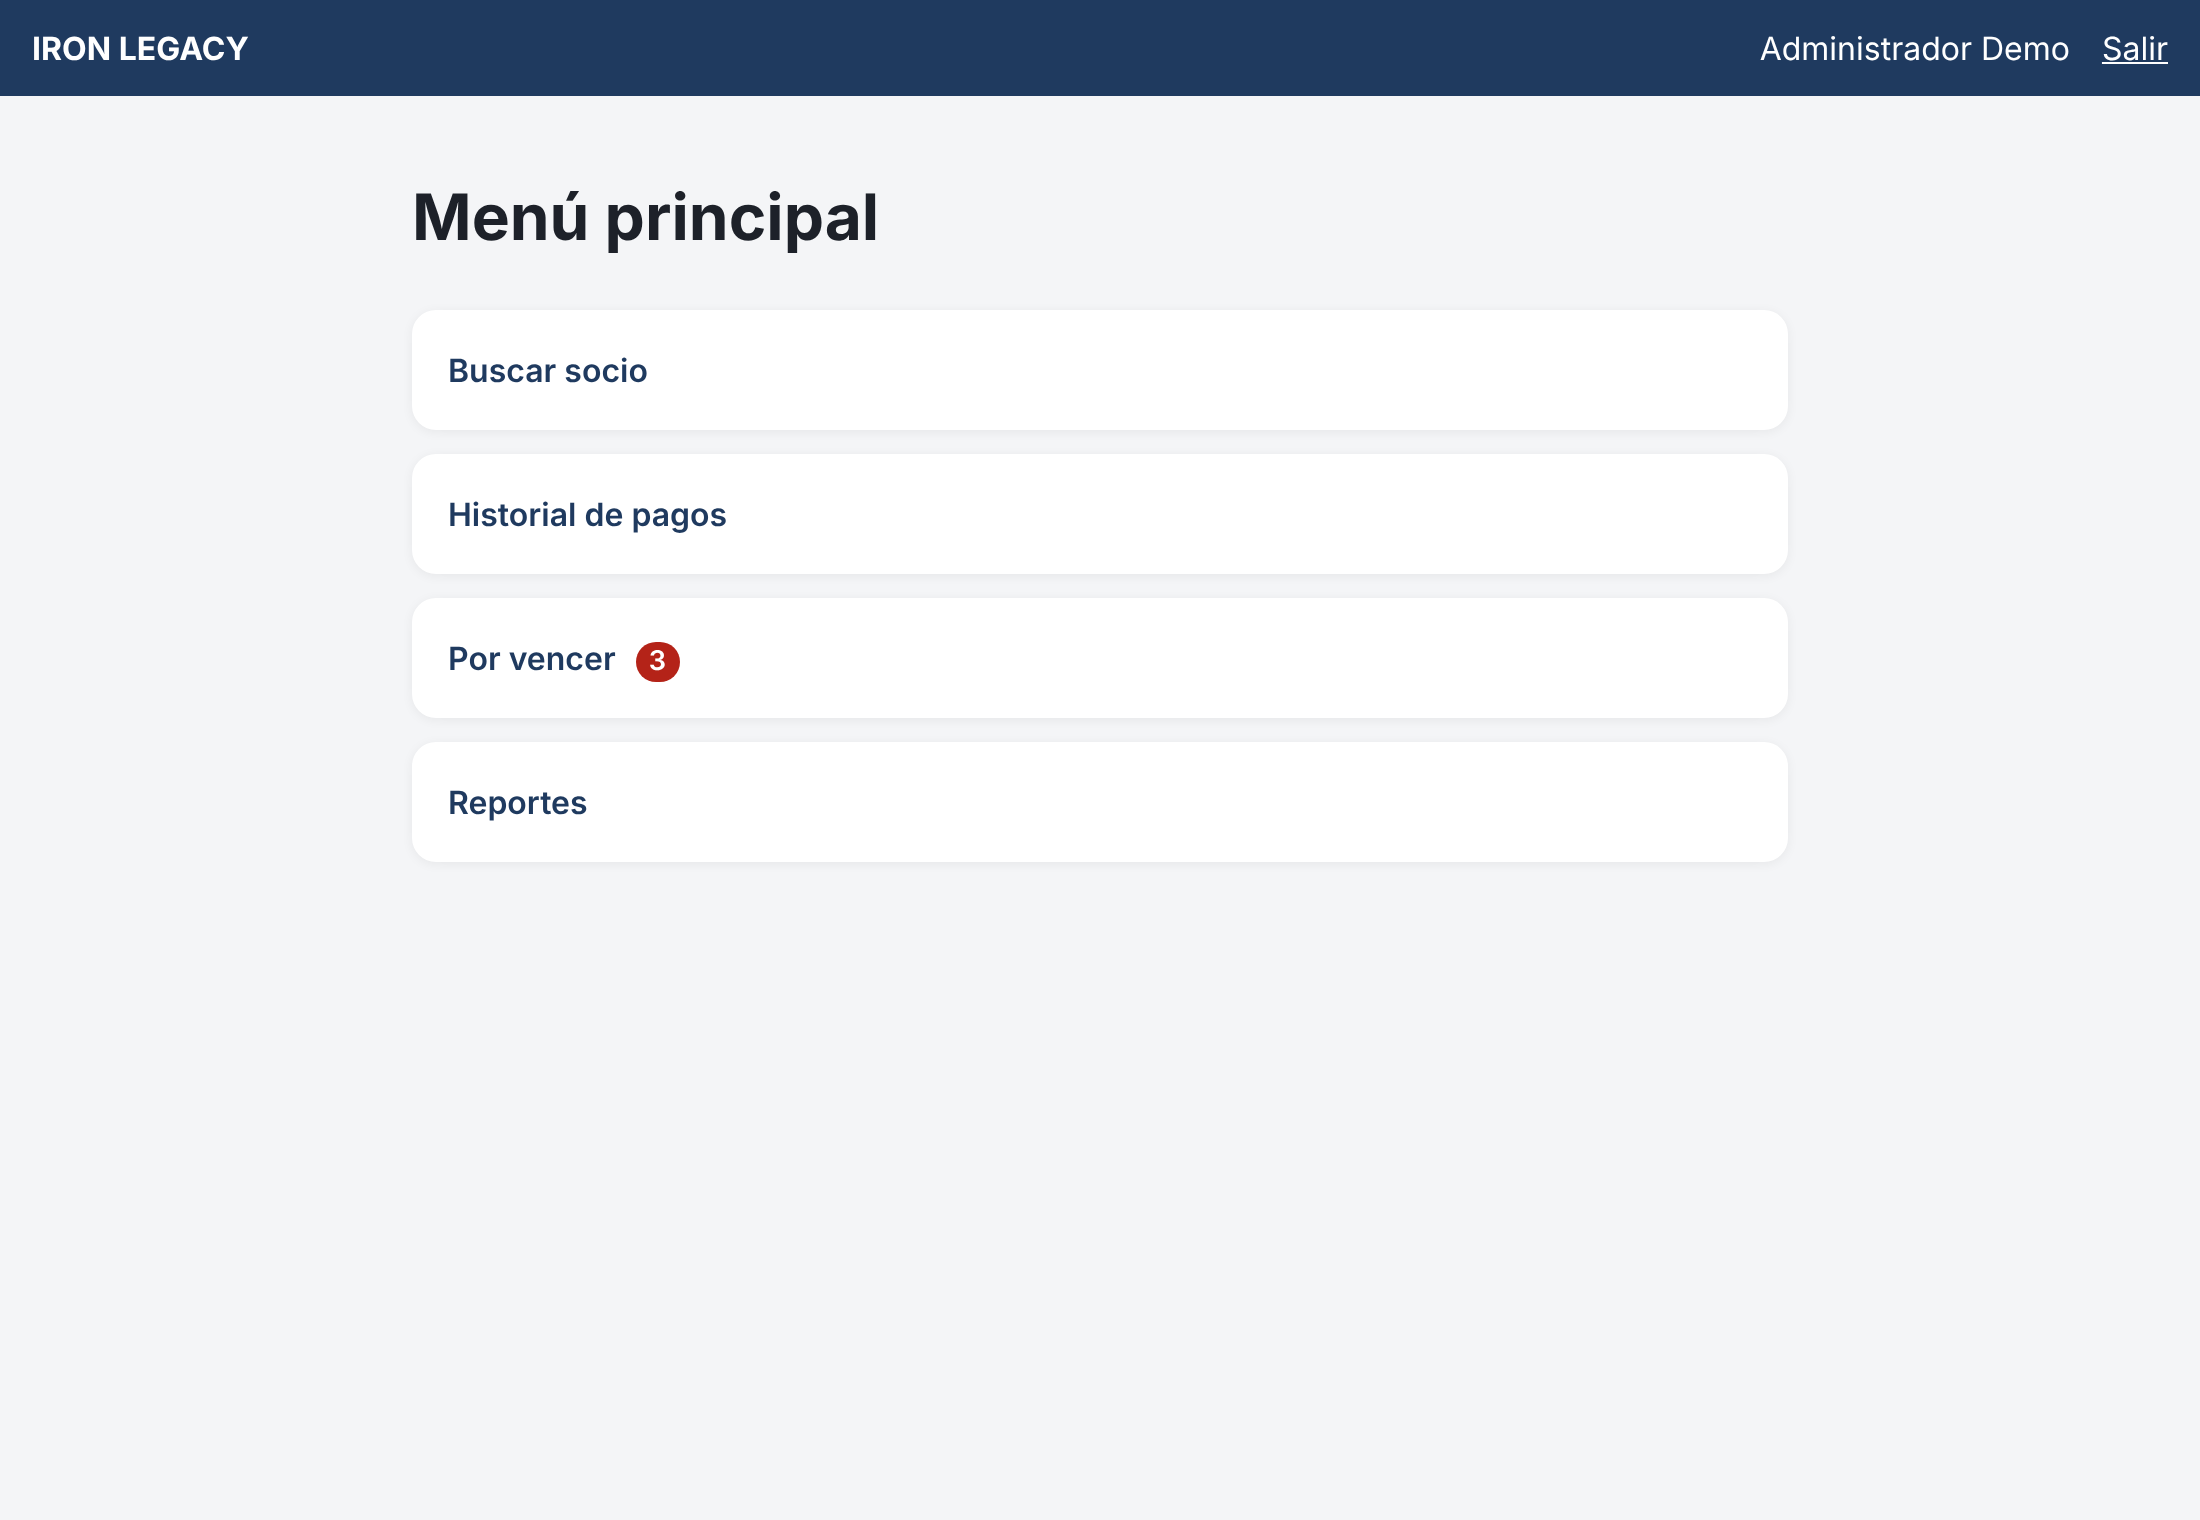 IRON LEGACY
Administrador Demo Salir
Menú principal
Buscar socio
Historial de pagos
Por vencer 3
Reportes